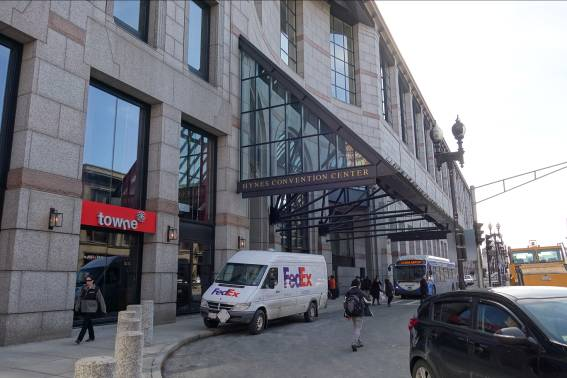 HYNES CONVENTION CENTER
towne
FedEx
FedEx